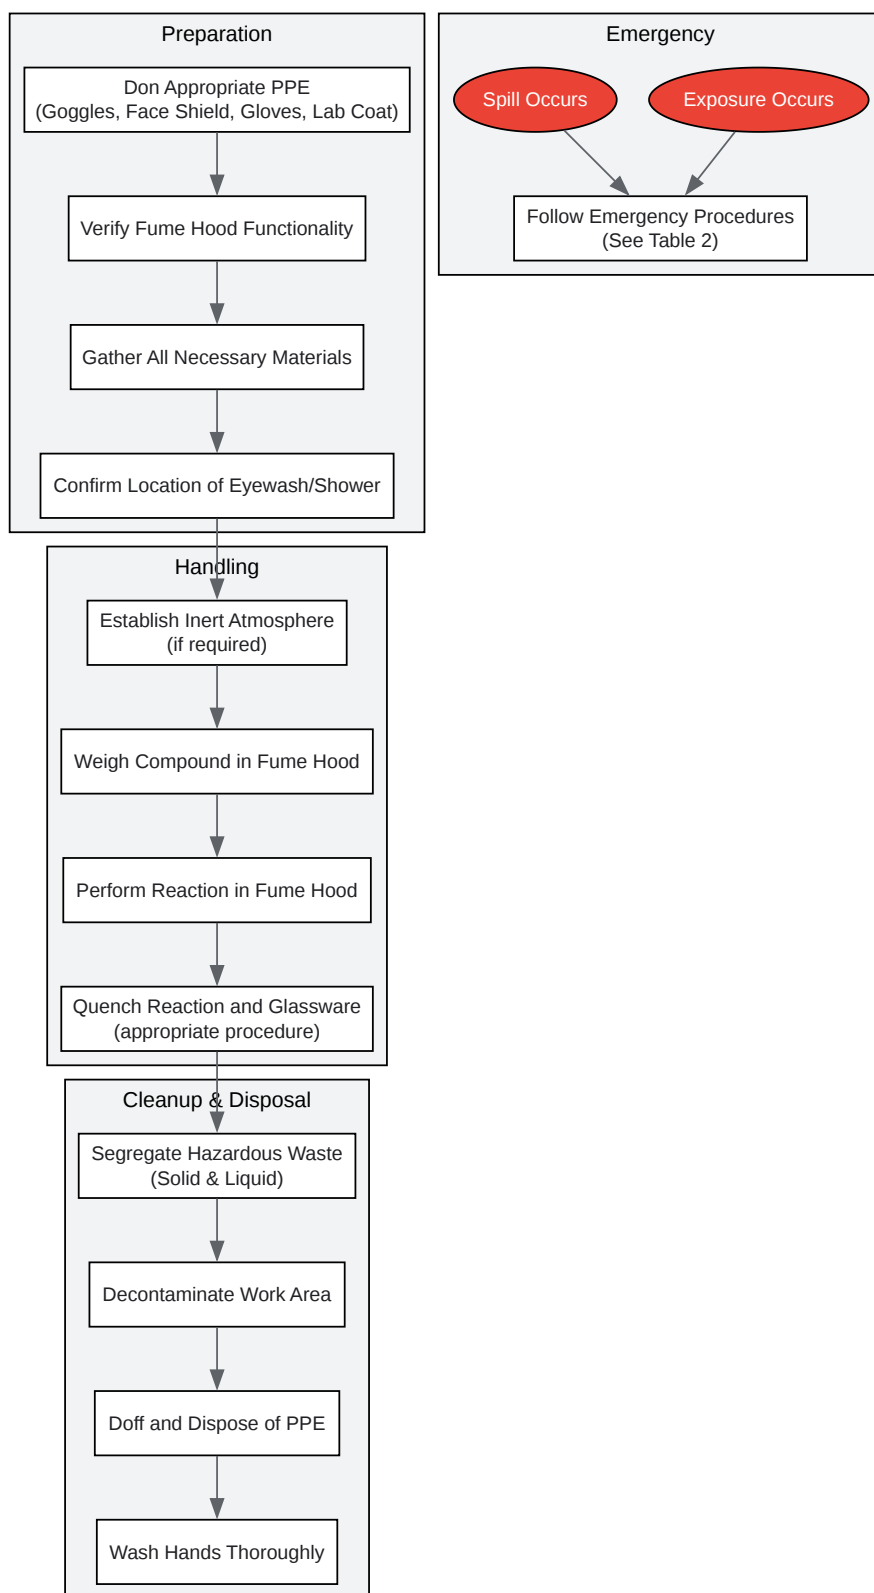 Preparation
Don Appropriate PPE
(Goggles, Face Shield, Gloves, Lab Coat)
Verify Fume Hood Functionality
Gather All Necessary Materials
Confirm Location of Eyewash/Shower
Handling
Establish Inert Atmosphere
(if required)
Weigh Compound in Fume Hood
Perform Reaction in Fume Hood
Quench Reaction and Glassware
(appropriate procedure)
Cleanup & Disposal
Segregate Hazardous Waste
(Solid & Liquid)
Decontaminate Work Area
Doff and Dispose of PPE
Wash Hands Thoroughly
Emergency
Spill Occurs
Exposure Occurs
Follow Emergency Procedures
(See Table 2)